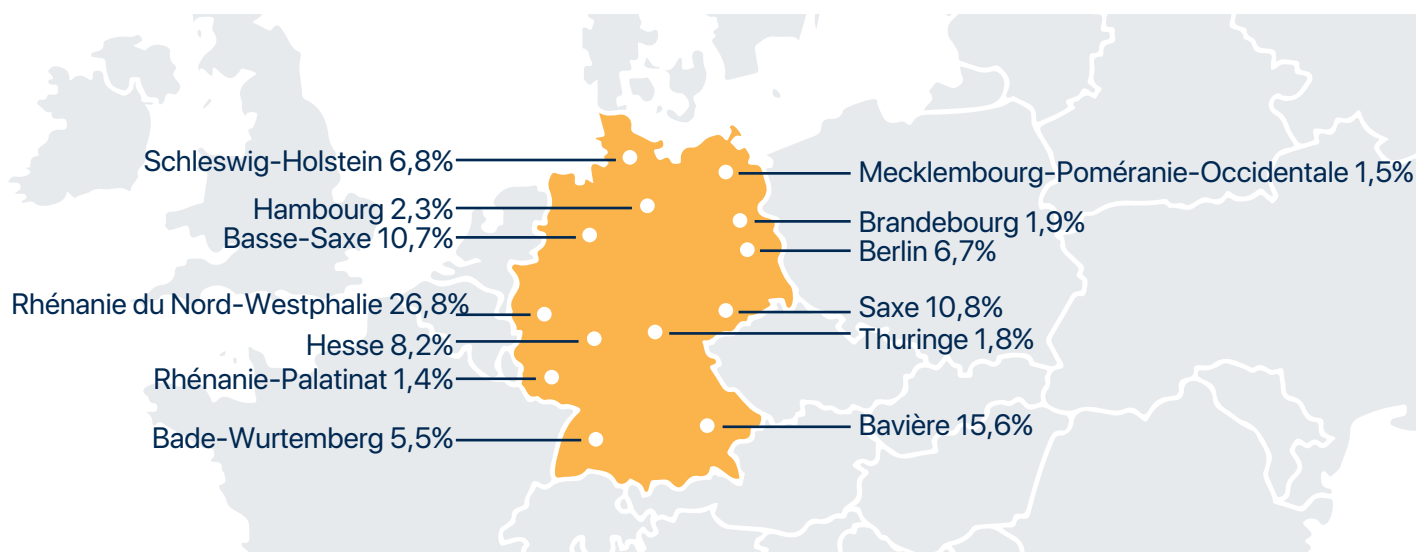 Schleswig-Holstein 6,8%
Hambourg 2,3%
Basse-Saxe 10,7%
Rhénanie du Nord-Westphalie 26,8%
Hesse 8,2%
Rhénanie-Palatinat 1,4%
Bade-Wurtemberg 5,5%
Mecklembourg-Poméranie-Occidentale 1,5%
Brandebourg 1,9%
Berlin 6,7%
Saxe 10,8%
Thuringe 1,8%
Bavière 15,6%